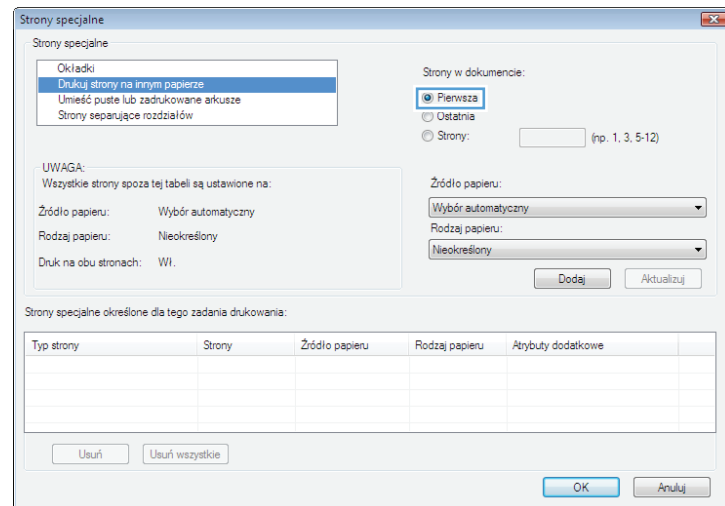 Strony specjalne
Strony specjalne
Okładki
Drukuj strony na innym papierze
Umieść puste lub zadrukowane arkusze
Strony separujące rozdziałów
Strony w dokumencie:
Pierwsza
Ostatnia
Strony: (np. 1, 3, 5-12)
UWAGA:
Wszystkie strony spoza tej tabeli są ustawione na:
Źródło papieru: Wybór automatyczny
Rodzaj papieru: Nieokreślony
Druk na obu stronach: Wł.
Źródło papieru:
Wybór automatyczny
Rodzaj papieru:
Nieokreślony
Dodaj Aktualizuj
Strony specjalne określone dla tego zadania drukowania:
Typ strony Strony Źródło papieru Rodzaj papieru Atrybuty dodatkowe
Usuń Usuń wszystkie
OK Anuluj